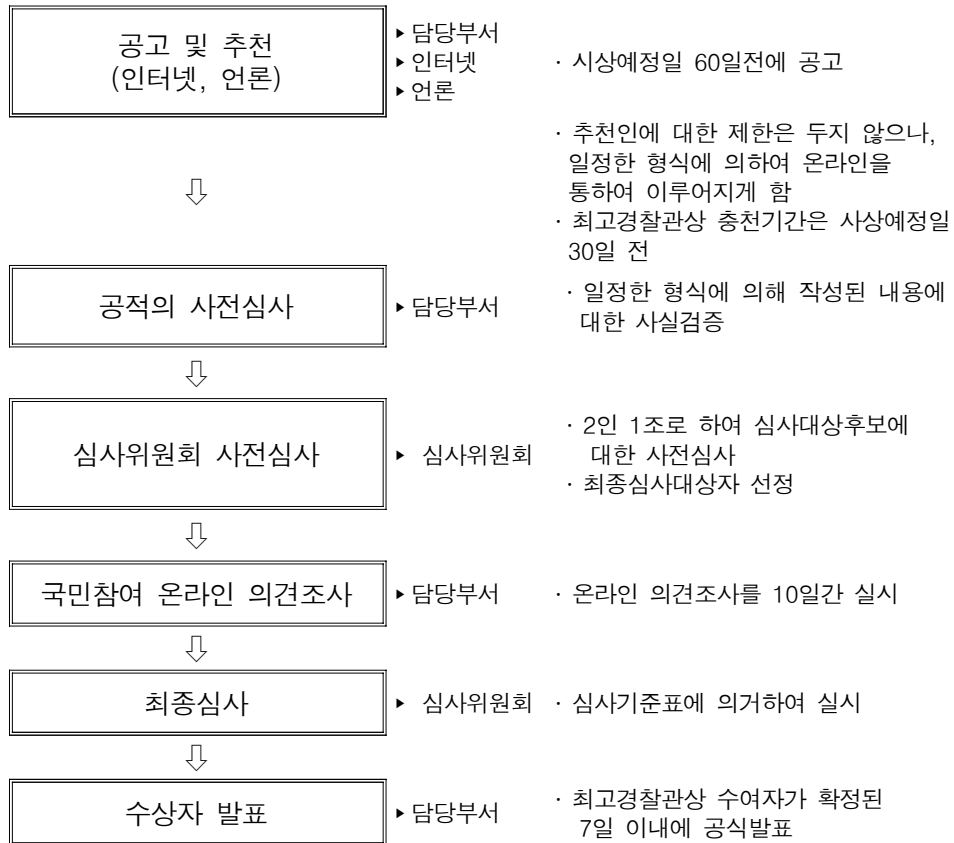 공고 및 추천
(인터넷, 언론)
▸담당부서
▸인터넷
▸언론
· 시상예정일 60일전에 공고
· 추천인에 대한 제한은 두지 않으나,
일정한 형식에 의하여 온라인을
통하여 이루어지게 함
· 최고경찰관상 충천기간은 사상예정일
30일 전
⇩
공적의 사전심사
▸담당부서
· 일정한 형식에 의해 작성된 내용에
대한 사실검증
⇩
심사위원회 사전심사
▸ 심사위원회
· 2인 1조로 하여 심사대상후보에
대한 사전심사
· 최종심사대상자 선정
⇩
국민참여 온라인 의견조사
▸담당부서
· 온라인 의견조사를 10일간 실시
⇩
최종심사
▸ 심사위원회
· 심사기준표에 의거하여 실시
⇩
수상자 발표
▸담당부서
· 최고경찰관상 수여자가 확정된
7일 이내에 공식발표